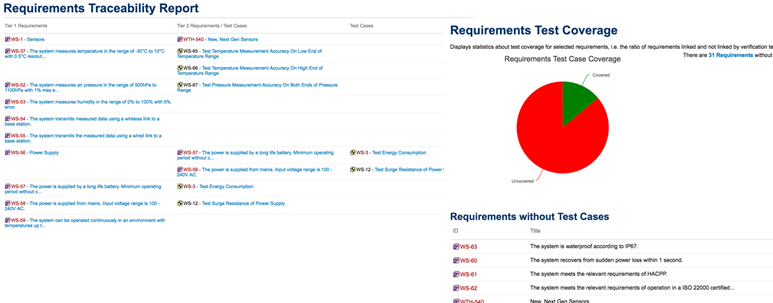 Requirements Traceability Report
Tier 1 Requirements
Tier 2 Requirements / Test Cases
Test Cases
WS-1 - Sensors
WTH-540 - New, Next Gen Sensors
WS-37 - The system measures temperature in the range of -30°C to 10°C
with 0.5°C resolut...
WS-65 - Test Temperature Measurement Accuracy On Low End of
Temperature Range
WS-66 - Test Temperature Measurement Accuracy On High End of
Temperature Range
WS-52 - The system measures air pressure in the range of 500hPa to
1100hPa with 1% max e...
WS-67 - Test Pressure Measurement Accuracy On Both Ends of Pressure
Range
WS-53 - The system measures humidity in the range of 0% to 100% with 5%
error.
WS-54 - The system transmits measured data using a wireless link to a
base station.
WS-55 - The system transmits the measured data using a wired link to a
base station.
WS-56 - Power Supply
WS-57 - The power is supplied by a long life battery. Minimum operating
period without c...
WS-3 - Test Energy Consumption
WS-58 - The power is supplied from mains. Input voltage range is 100 -
240V AC.
WS-12 - Test Surge Resistance of Power
WS-57 - The power is supplied by a long life battery. Minimum operating
period without c...
WS-3 - Test Energy Consumption
WS-58 - The power is supplied from mains. Input voltage range is 100 -
240V AC.
WS-12 - Test Surge Resistance of Power Supply
WS-59 - The system can be operated continuously in an environment with
temperatures up t...
Requirements Test Coverage
Displays statistics about test coverage for selected requirements, i.e. the ratio of requirements linked and not linked by verification te
There are 31 Requirements without
Requirements Test Case Coverage
Covered
Uncovered
Requirements without Test Cases
ID
Title
WS-63
The system is waterproof according to IP67.
WS-60
The system recovers from sudden power loss within 1 second.
WS-61
The system meets the relevant requirements of HACPP.
WS-62
The system meets the relevant requirements of operation in a ISO 22000 certified...
WTH-540
New, Next Gen Sensors